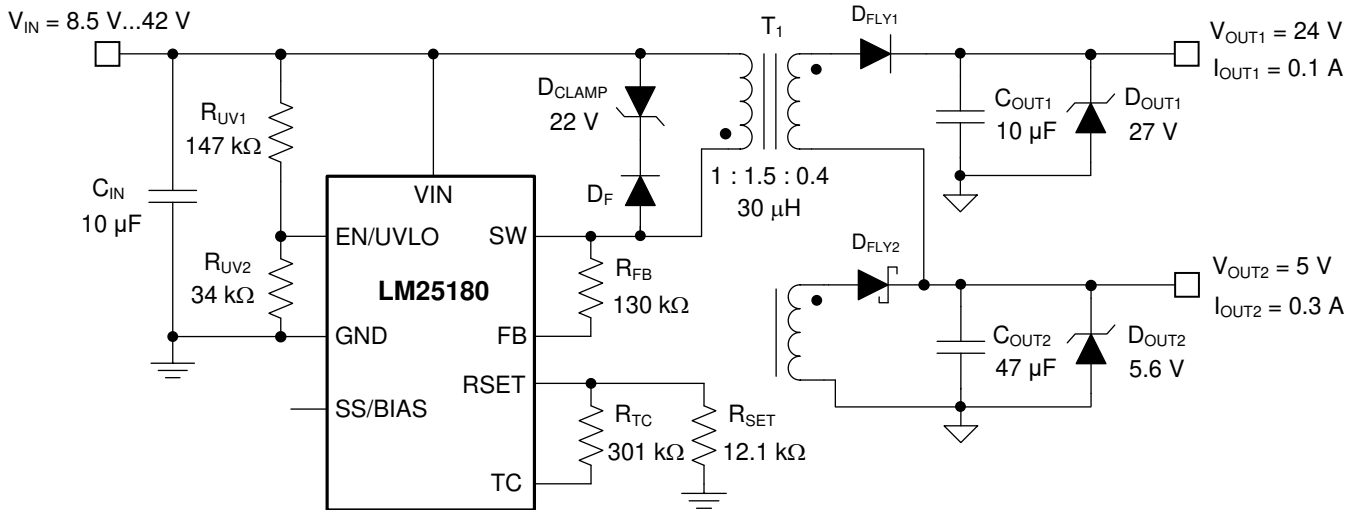 V_IN = 8.5 V...42 V
T_1
D_FLY1
V_OUT1 = 24 V
I_OUT1 = 0.1 A
R_UV1
147 kΩ
D_CLAMP
22 V
C_OUT1
10 µF
D_OUT1
27 V
C_IN
10 µF
VIN
D_F
1 : 1.5 : 0.4
30 µH
EN/UVLO
SW
R_UV2
34 kΩ
LM25180
R_FB
130 kΩ
D_FLY2
V_OUT2 = 5 V
I_OUT2 = 0.3 A
GND
FB
C_OUT2
47 µF
D_OUT2
5.6 V
RSET
SS/BIAS
R_TC
301 kΩ
R_SET
12.1 kΩ
TC